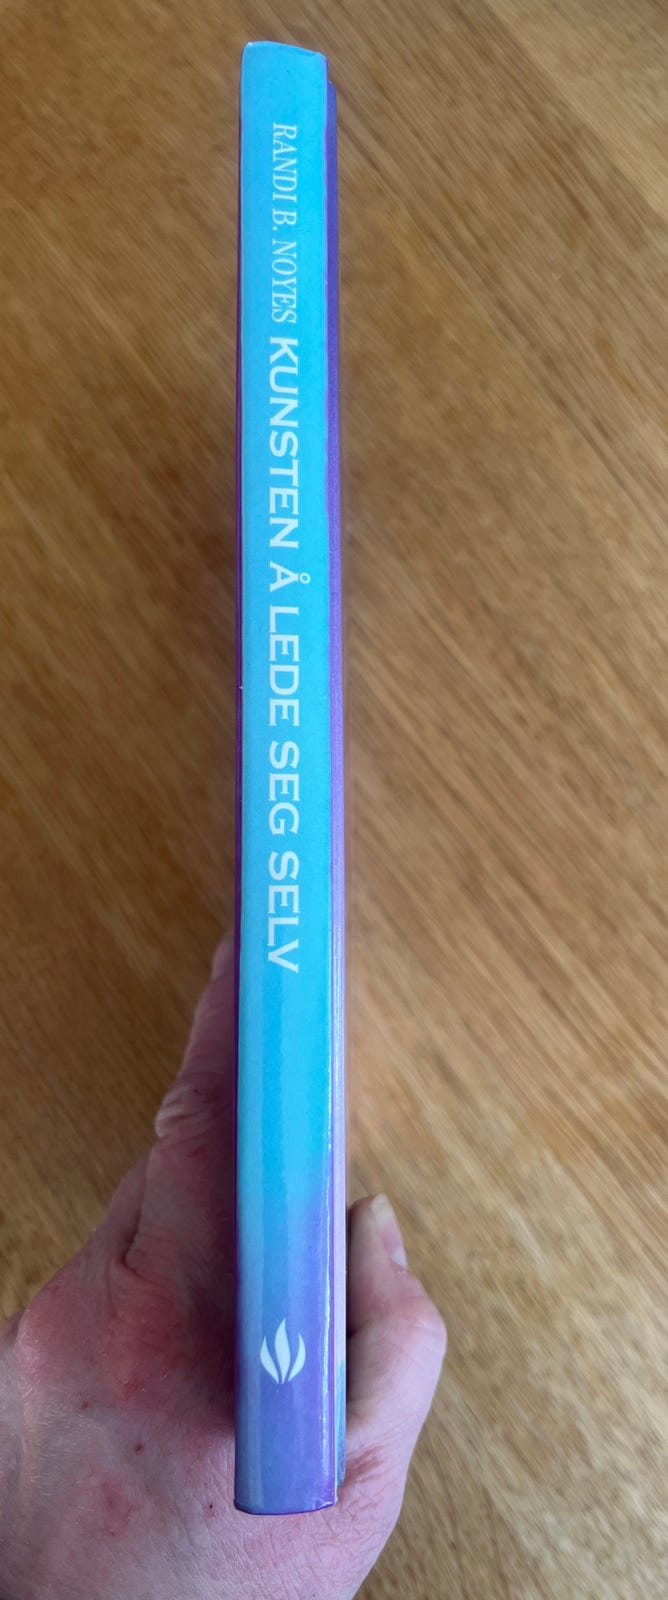 RANDI B. NOYES KUNSTEN Å LEDE SEG SELV